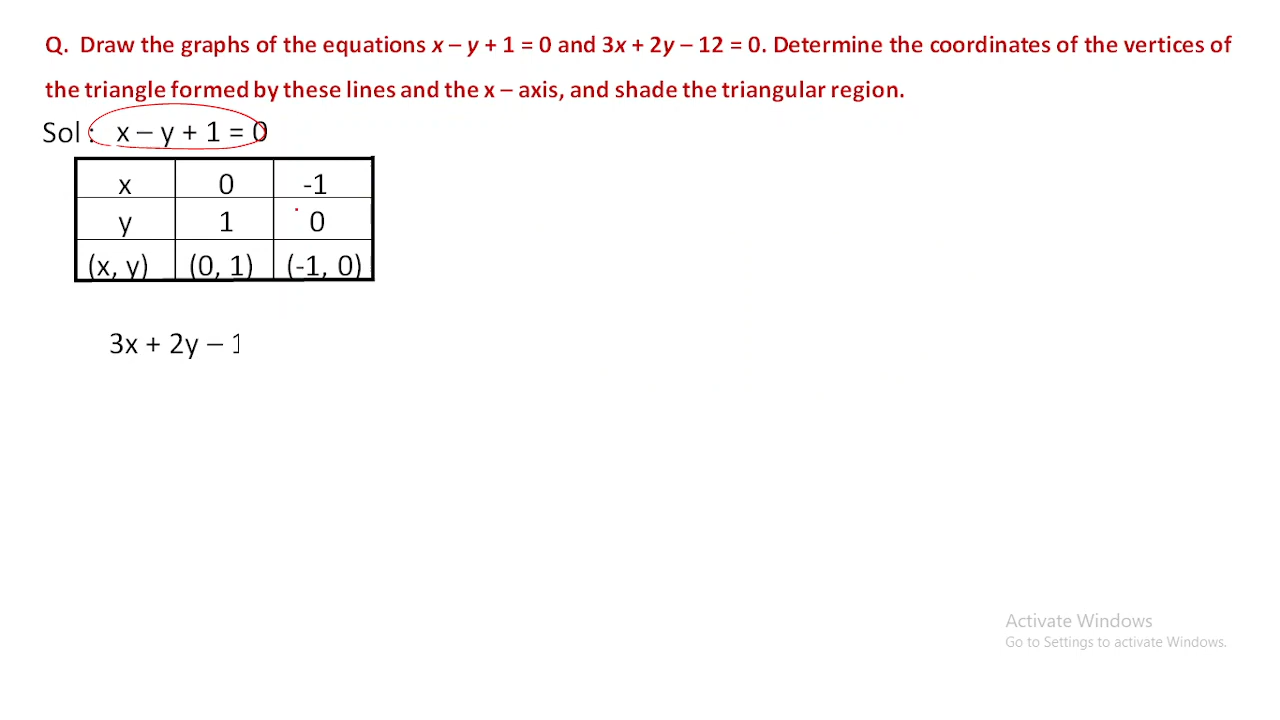 Q. Draw the graphs of the equations x – y + 1 = 0 and 3x + 2y – 12 = 0. Determine the coordinates of the vertices of
the triangle formed by these lines and the x – axis, and shade the triangular region.
Sol : x – y + 1 = 0
x 0 -1
y 1 0
(x, y) (0, 1) (-1, 0)
3x + 2y – 1
Activate Windows
Go to Settings to activate Windows.